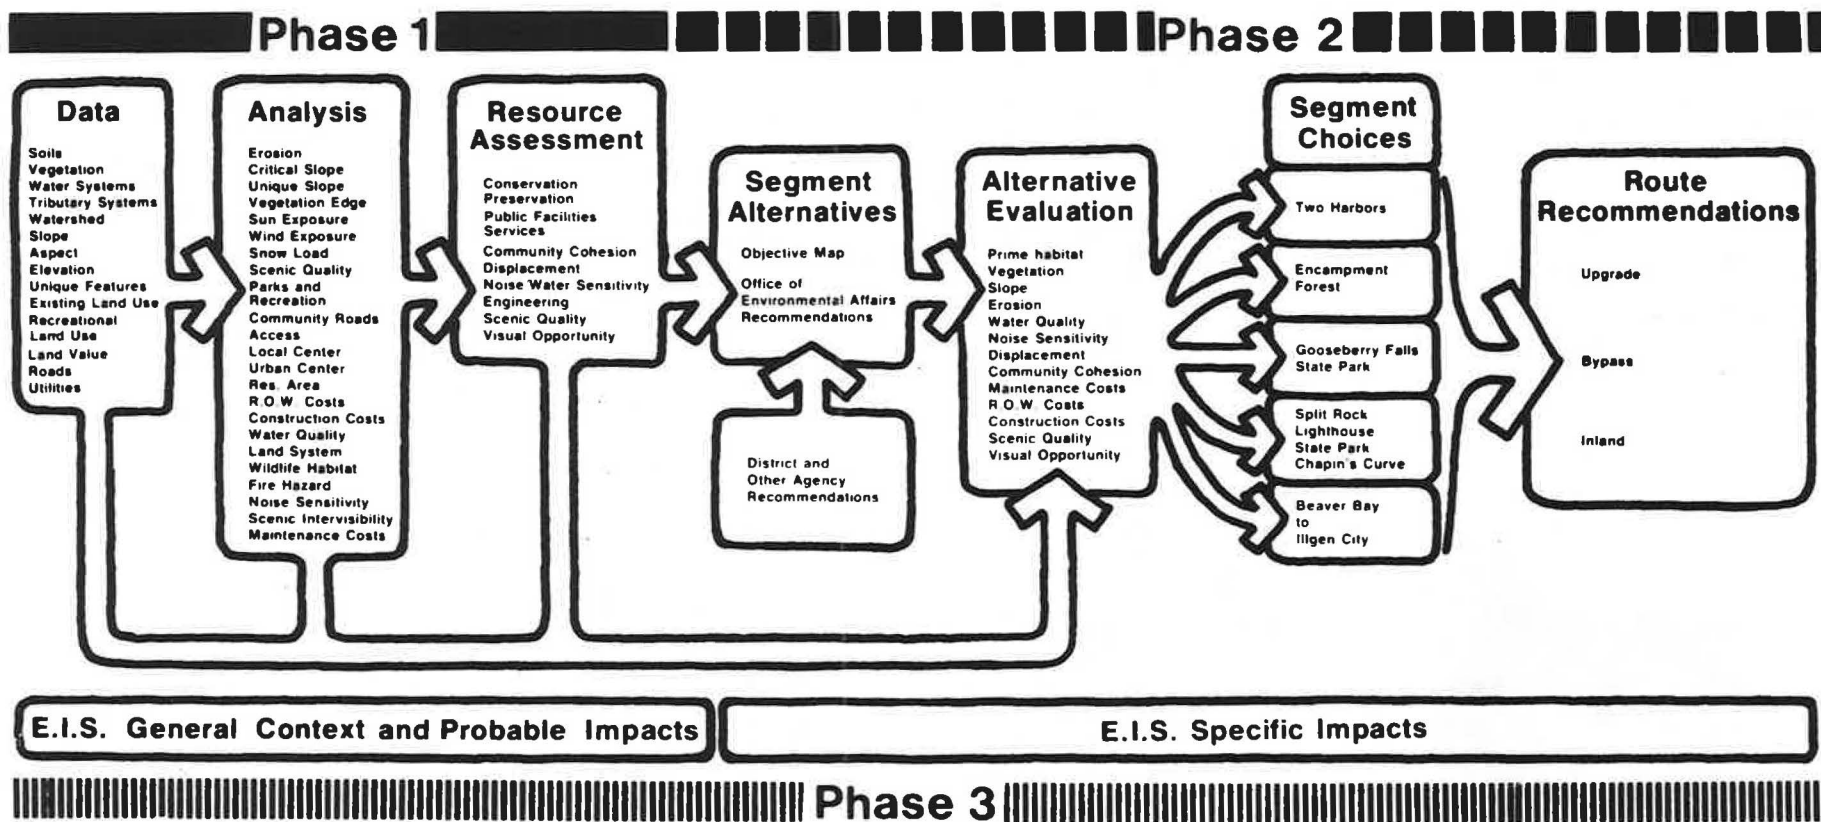 Phase 1
Phase 2
Data
Soils
Vegetation
Water Systems
Tributary Systems
Watershed
Slope
Aspect
Elevation
Unique Features
Existing Land Use
Recreational
Land Use
Land Value
Roads
Utilities
Analysis
Erosion
Critical Slope
Unique Slope
Vegetation Edge
Sun Exposure
Wind Exposure
Snow Load
Scenic Quality
Parks and
Recreation
Community Roads
Access
Local Center
Urban Center
Res. Area
R.O.W. Costs
Construction Costs
Water Quality
Land System
Wildlife Habitat
Fire Hazard
Noise Sensitivity
Scenic Intervisibility
Maintenance Costs
Resource
Assessment
Conservation
Preservation
Public Facilities
Services
Community Cohesion
Displacement
Noise Water Sensitivity
Engineering
Scenic Quality
Visual Opportunity
Segment
Alternatives
Objective Map
Office of
Environmental Affairs
Recommendations
District and
Other Agency
Recommendations
Alternative
Evaluation
Prime habitat
Vegetation
Slope
Erosion
Water Quality
Noise Sensitivity
Displacement
Community Cohesion
Maintenance Costs
R.O.W. Costs
Construction Costs
Scenic Quality
Visual Opportunity
Segment
Choices
Two Harbors
Encampment
Forest
Gooseberry Falls
State Park
Split Rock
Lighthouse
State Park
Chapin's Curve
Beaver Bay
to
Illgen City
Route
Recommendations
Upgrade
Bypass
Inland
E.I.S. General Context and Probable Impacts
E.I.S. Specific Impacts
Phase 3